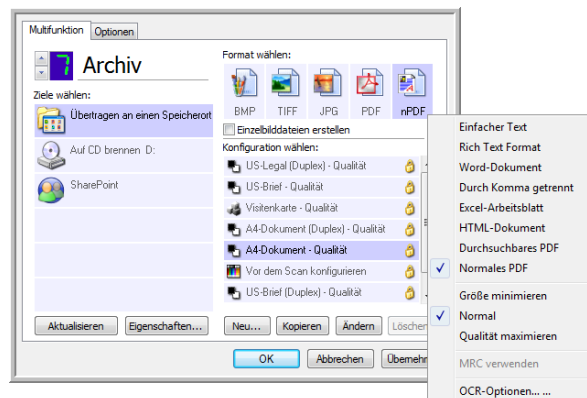 Multifunktion Optionen
7 Archiv
Ziele wählen:
Übertragen an einen Speicherort
Auf CD brennen D:
SharePoint
Aktualisieren Eigenschaften...
Format wählen:
BMP TIFF JPG PDF nPDF
Einzelbilddateien erstellen
Konfiguration wählen:
US-Legal (Duplex) - Qualität
US-Brief - Qualität
Visitenkarte - Qualität
A4-Dokument (Duplex) - Qualität
A4-Dokument - Qualität
Vor dem Scan konfigurieren
US-Brief (Duplex) - Qualität
Neu... Kopieren Ändern Löschen
OK Abbrechen Übernehm
Einfacher Text
Rich Text Format
Word-Dokument
Durch Komma getrennt
Excel-Arbeitsblatt
HTML-Dokument
Durchsuchbares PDF
Normales PDF
Größe minimieren
Normal
Qualität maximieren
MRC verwenden
OCR-Optionen... ...